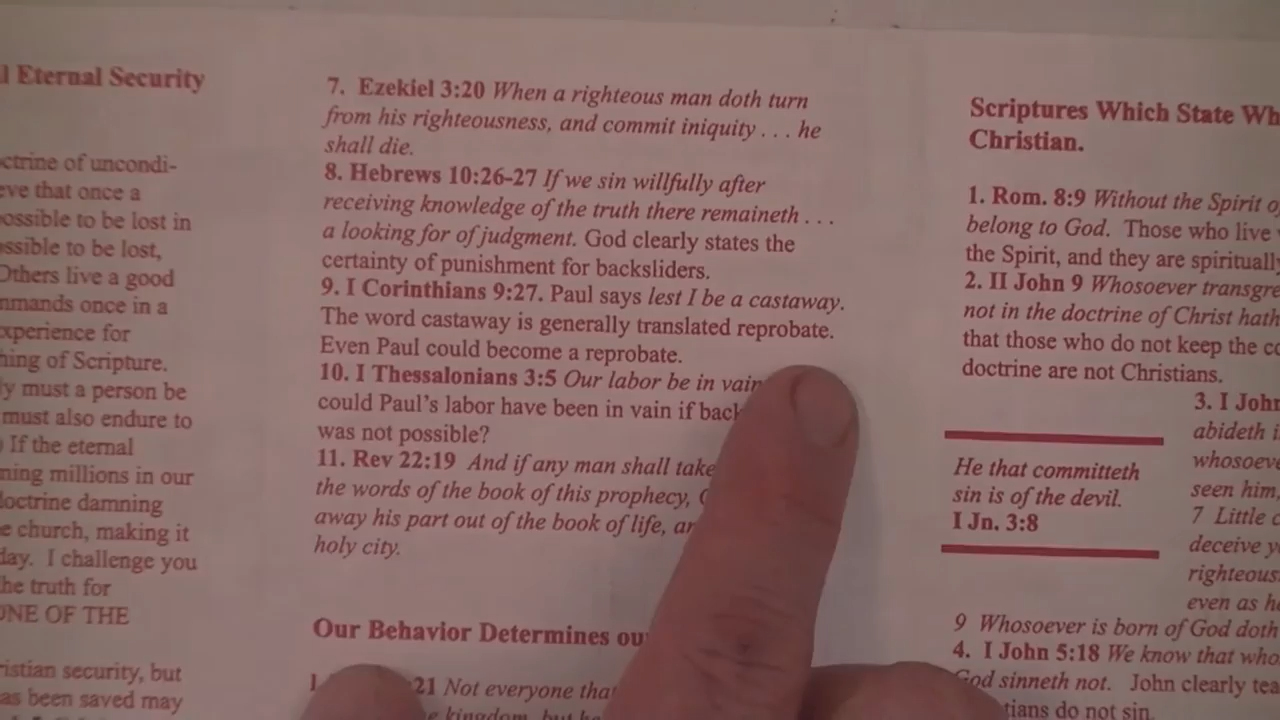 l Eternal Security
ctrine of uncondi-
eve that once a
ossible to be lost in
ssible to be lost,
Others live a good
mmands once in a
xperience for
hing of Scripture.
ly must a person be
must also endure to
If the eternal
ning millions in our
doctrine damning
e church, making it
day. I challenge you
he truth for
ONE OF THE
ristian security, but
as been saved may
7. Ezekiel 3:20 When a righteous man doth turn
from his righteousness, and commit iniquity . . . he
shall die.
8. Hebrews 10:26-27 If we sin willfully after
receiving knowledge of the truth there remaineth . . .
a looking for of judgment. God clearly states the
certainty of punishment for backsliders.
9. I Corinthians 9:27. Paul says lest I be a castaway.
The word castaway is generally translated reprobate.
Even Paul could become a reprobate.
10. I Thessalonians 3:5 Our labor be in vain
could Paul's labor have been in vain if back
was not possible?
11. Rev 22:19 And if any man shall take
the words of the book of this prophecy,
away his part out of the book of life, an
holy city.
Our Behavior Determines ou
21 Not everyone that
kingdom, but he
Scriptures Which State Wh
Christian.
1. Rom. 8:9 Without the Spirit o
belong to God. Those who live
the Spirit, and they are spiritually
2. II John 9 Whosoever transgre
not in the doctrine of Christ hath
that those who do not keep the co
doctrine are not Christians.
He that committeth
sin is of the devil.
I Jn. 3:8
3. I John
abideth i
whosoeve
seen him,
7 Little c
deceive y
righteous
even as he
9 Whosoever is born of God doth
4. I John 5:18 We know that who
God sinneth not. John clearly tea
tians do not sin.